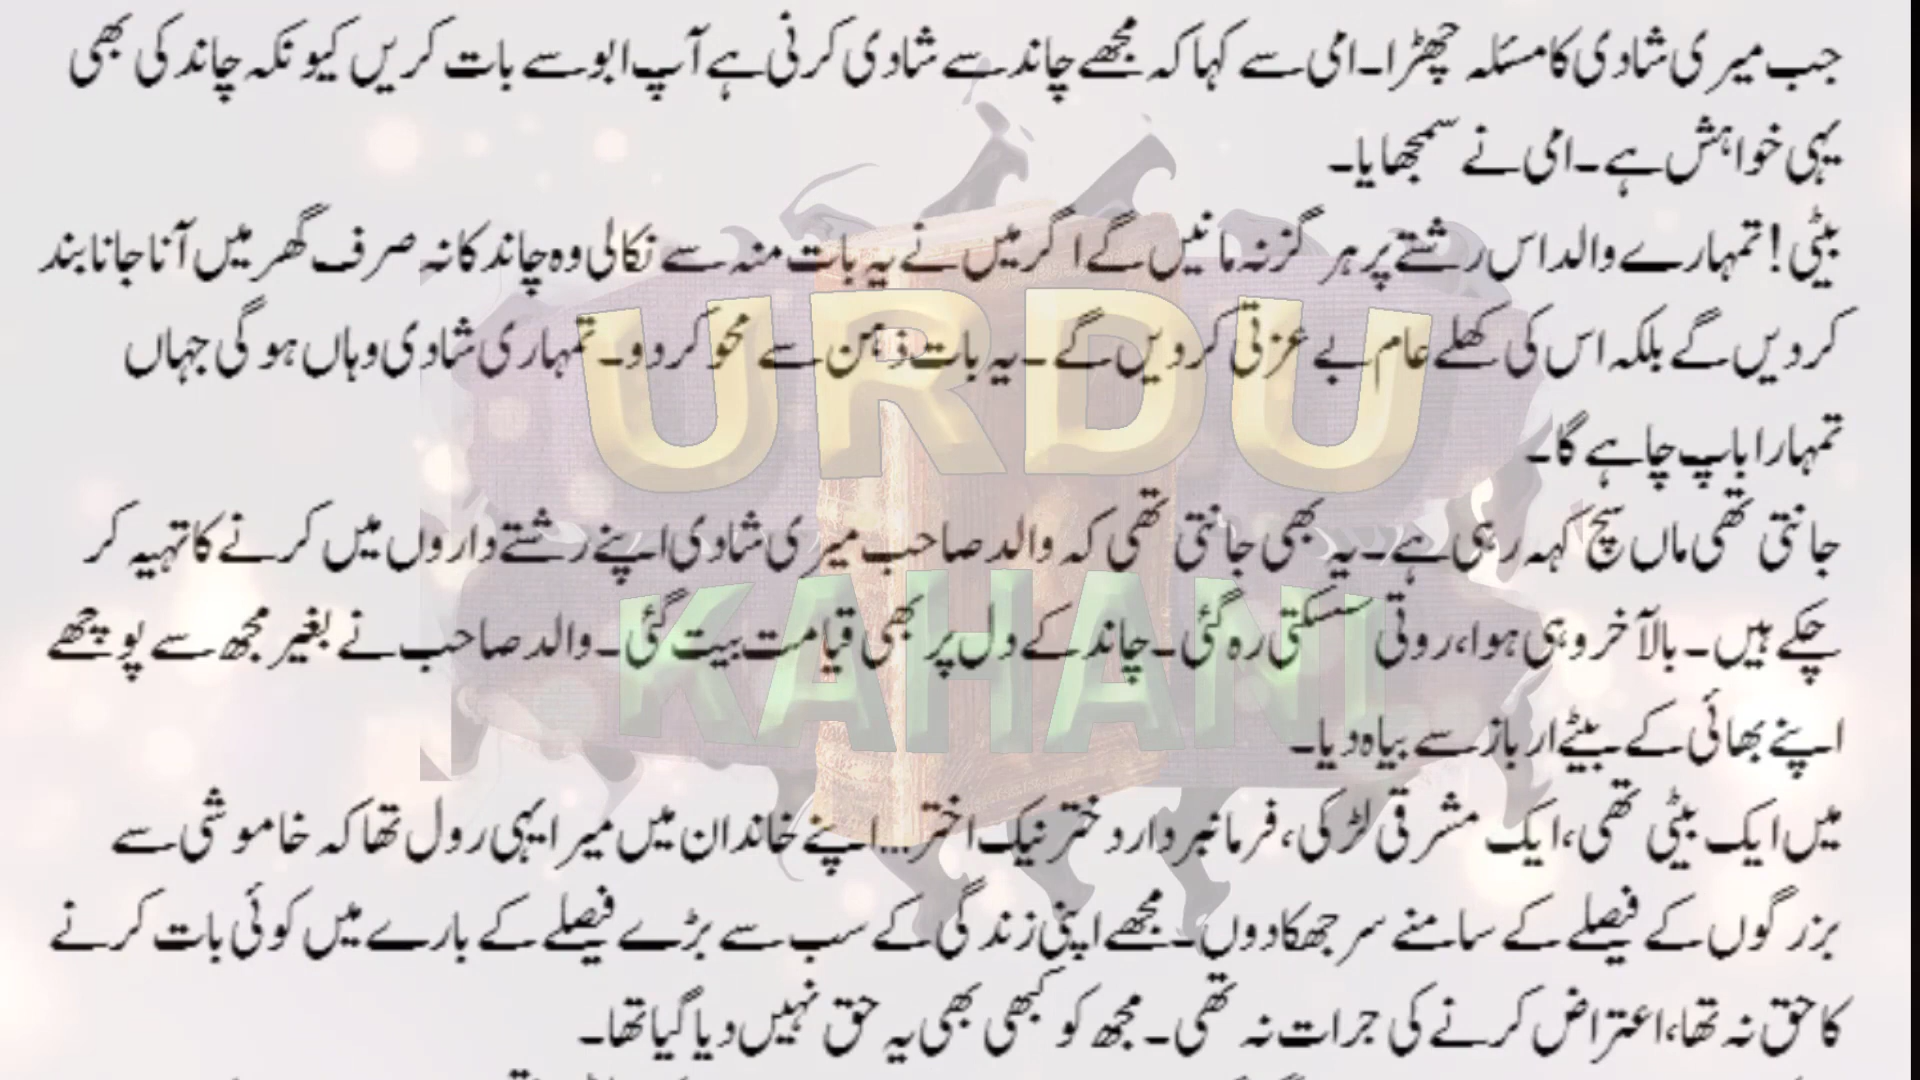 جب میری شادی کا مسئلہ چھڑا۔ امی سے کہا کہ مجھے چاند سے شادی کرنی ہے آپ ابو سے بات کریں کیونکہ چاند کی بھی
یہی خواہش ہے۔ امی نے سمجھایا۔
بیٹی! تمہارے والد اس رشتے پر ہرگز نہ مانیں گے اگر میں نے یہ بات منہ سے نکالی وہ چاند کا نہ صرف گھر میں آنا جانا بند
کر دیں گے بلکہ اس کی کھلے عام بے عزتی کر دیں گے۔ یہ بات ذہن سے محو کر دو۔ تمہاری شادی وہاں ہو گی جہاں
تمہارا باپ چاہے گا۔
جانتی تھی ماں سچ کہہ رہی ہے۔ یہ بھی جانتی تھی کہ والد صاحب میری شادی اپنے رشتے داروں میں کرنے کا تہیہ کر
چکے ہیں۔ بالآخر وہی ہوا، روتی سسکتی رہ گئی۔ چاند کے دل پر بھی قیامت بیت گئی۔ والد صاحب نے بغیر مجھ سے پوچھے
اپنے بھائی کے بیٹے ارباز سے بیاہ دیا۔
میں ایک بیٹی تھی، ایک مشرقی لڑکی، فرمانبردار دختر نیک اختر... اپنے خاندان میں میرا یہی رول تھا کہ خاموشی سے
بزرگوں کے فیصلے کے سامنے سر جھکا دوں۔ مجھے اپنی زندگی کے سب سے بڑے فیصلے کے بارے میں کوئی بات کرنے
کا حق نہ تھا، اعتراض کرنے کی جرات نہ تھی۔ مجھ کو کبھی بھی یہ حق نہیں دیا گیا تھا۔
URDU
KAHANI